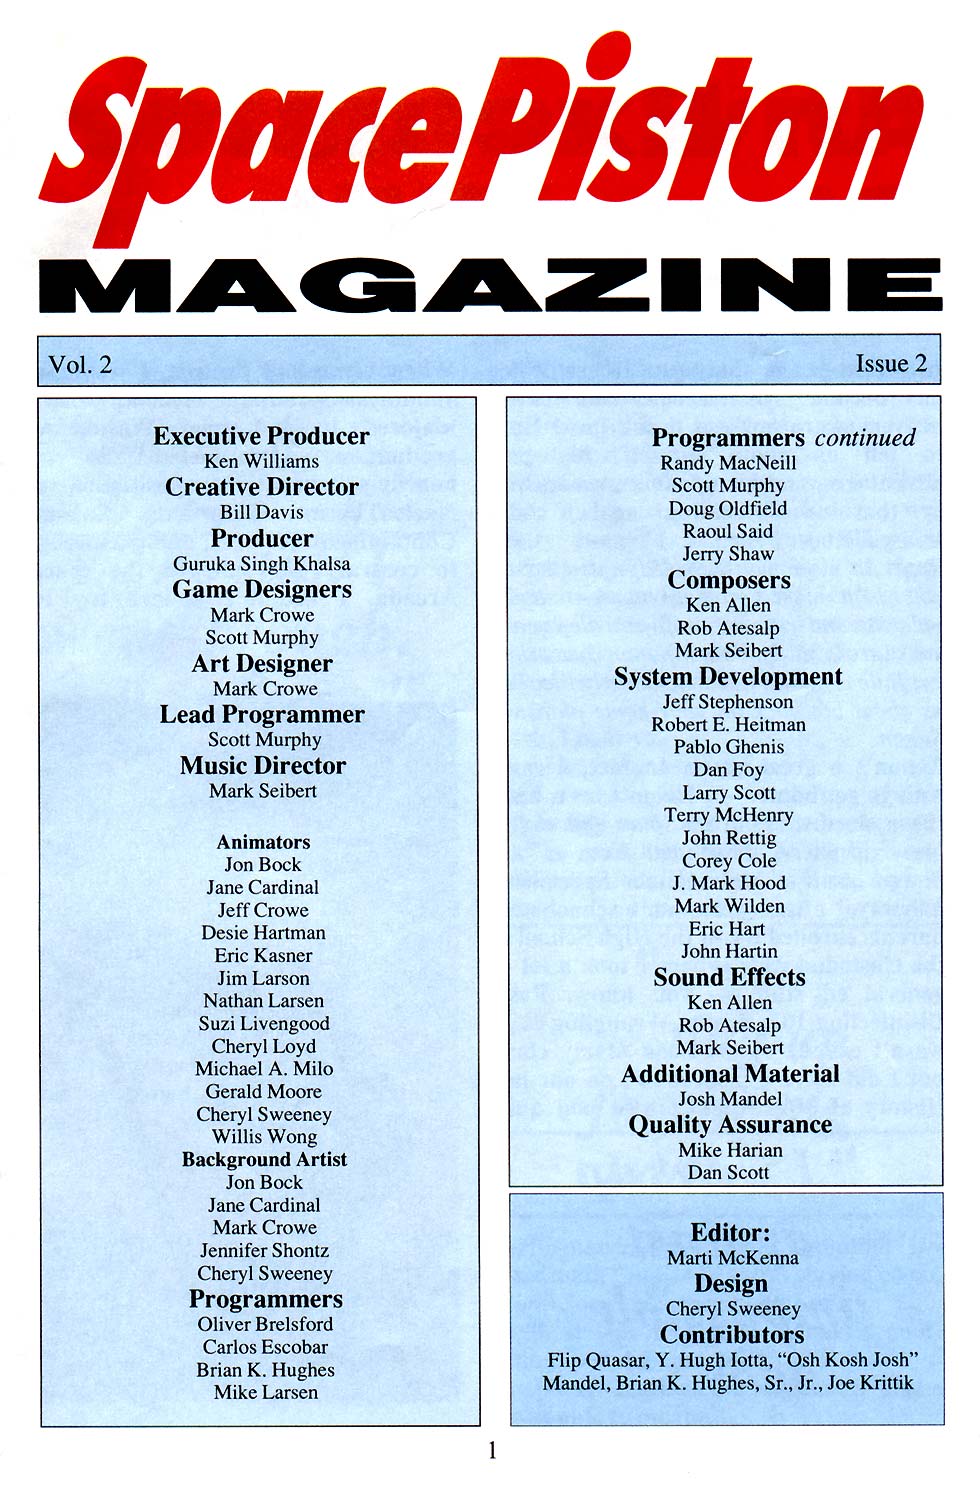 SpacePiston
MAGAZINE
Vol. 2 Issue 2
Executive Producer
Ken Williams
Creative Director
Bill Davis
Producer
Guruka Singh Khalsa
Game Designers
Mark Crowe
Scott Murphy
Art Designer
Mark Crowe
Lead Programmer
Scott Murphy
Music Director
Mark Seibert
Animators
Jon Bock
Jane Cardinal
Jeff Crowe
Desie Hartman
Eric Kasner
Jim Larson
Nathan Larsen
Suzi Livengood
Cheryl Loyd
Michael A. Milo
Gerald Moore
Cheryl Sweeney
Willis Wong
Background Artist
Jon Bock
Jane Cardinal
Mark Crowe
Jennifer Shontz
Cheryl Sweeney
Programmers
Oliver Brelsford
Carlos Escobar
Brian K. Hughes
Mike Larsen
Programmers continued
Randy MacNeill
Scott Murphy
Doug Oldfield
Raoul Said
Jerry Shaw
Composers
Ken Allen
Rob Atesalp
Mark Seibert
System Development
Jeff Stephenson
Robert E. Heitman
Pablo Ghenis
Dan Foy
Larry Scott
Terry McHenry
John Rettig
Corey Cole
J. Mark Hood
Mark Wilden
Eric Hart
John Hartin
Sound Effects
Ken Allen
Rob Atesalp
Mark Seibert
Additional Material
Josh Mandel
Quality Assurance
Mike Harian
Dan Scott
Editor:
Marti McKenna
Design
Cheryl Sweeney
Contributors
Flip Quasar, Y. Hugh Iotta, “Osh Kosh Josh”
Mandel, Brian K. Hughes, Sr., Jr., Joe Krittik
1